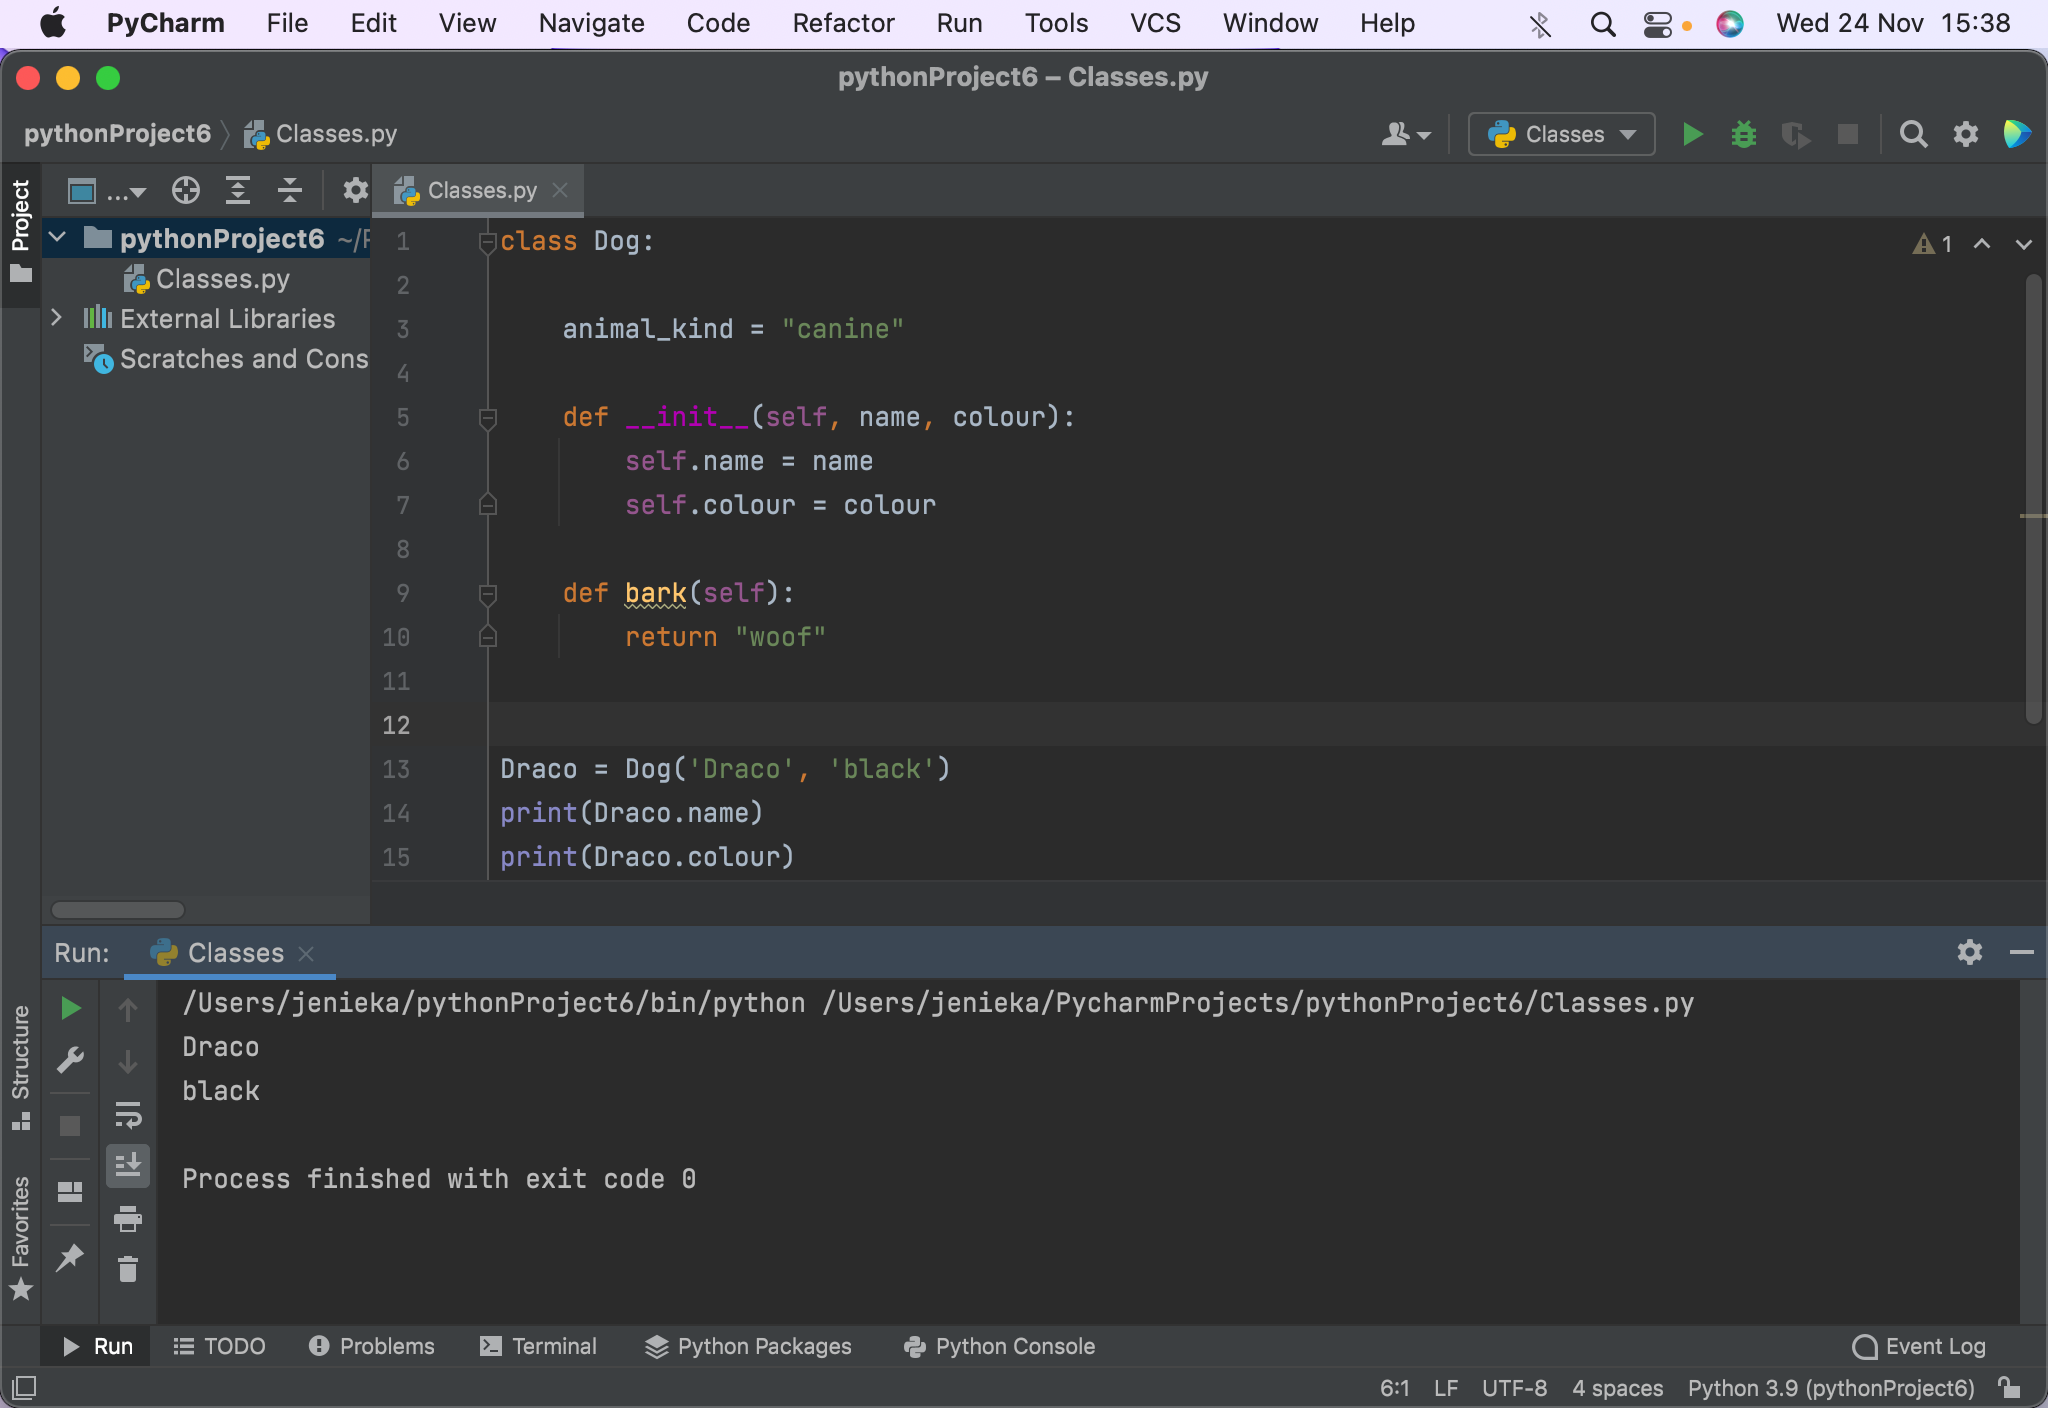 PyCharm File Edit View Navigate Code Refactor Run Tools VCS Window Help Wed 24 Nov 15:38
pythonProject6 – Classes.py
pythonProject6 Classes.py Classes
Project
... Classes.py
pythonProject6 ~/P
Classes.py
External Libraries
Scratches and Cons
1 class Dog: 1
2
3 animal_kind = "canine"
4
5 def __init__(self, name, colour):
6 self.name = name
7 self.colour = colour
8
9 def bark(self):
10 return "woof"
11
12
13 Draco = Dog('Draco', 'black')
14 print(Draco.name)
15 print(Draco.colour)
Run: Classes
/Users/jenieka/pythonProject6/bin/python /Users/jenieka/PycharmProjects/pythonProject6/Classes.py
Draco
black
Process finished with exit code 0
Structure
Favorites
Run TODO Problems Terminal Python Packages Python Console Event Log
6:1 LF UTF-8 4 spaces Python 3.9 (pythonProject6)